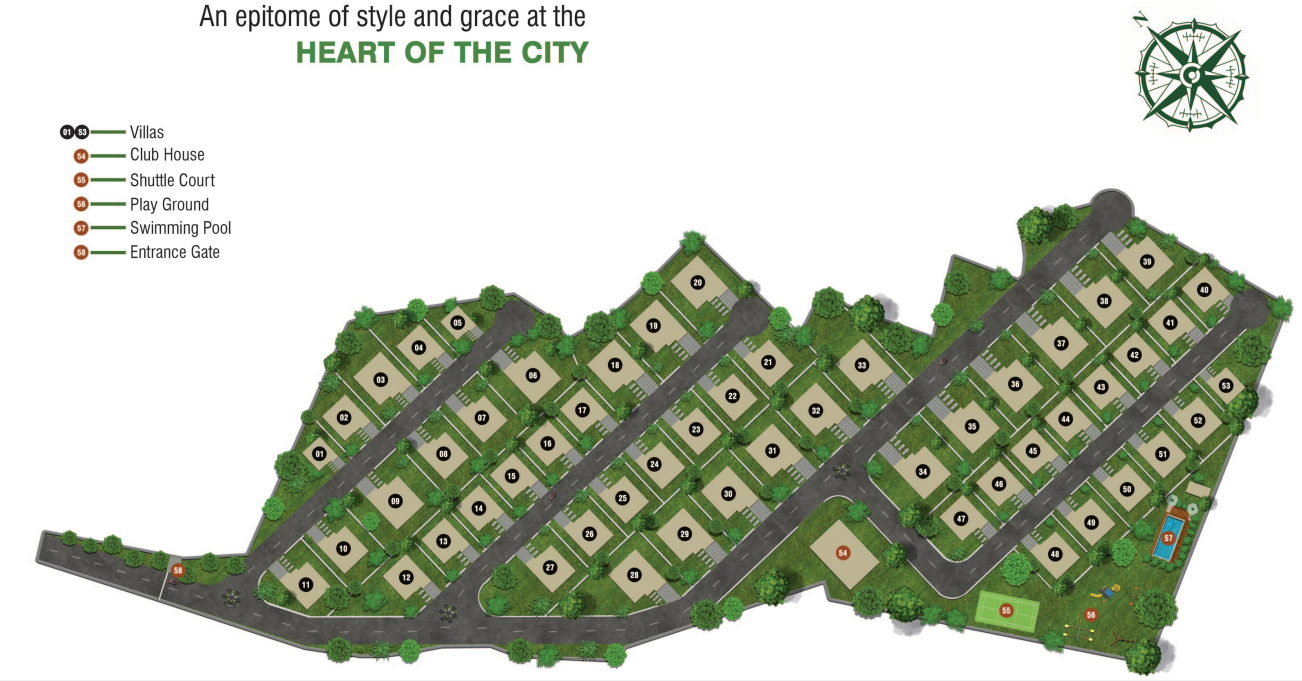 An epitome of style and grace at the
HEART OF THE CITY
N
01 53 Villas
54 Club House
55 Shuttle Court
56 Play Ground
57 Swimming Pool
58 Entrance Gate
39
20 40
38
05 19 41
04 37 42
18 21 33
03 06 36 43 53
22
02 07 17 32 35 44 52
23
16 31 45 51
01 08 24 34
15 46 50
09 25 30
14 47 49
26 29 57
10 13 48
54
58 27 28
11 12
55 56